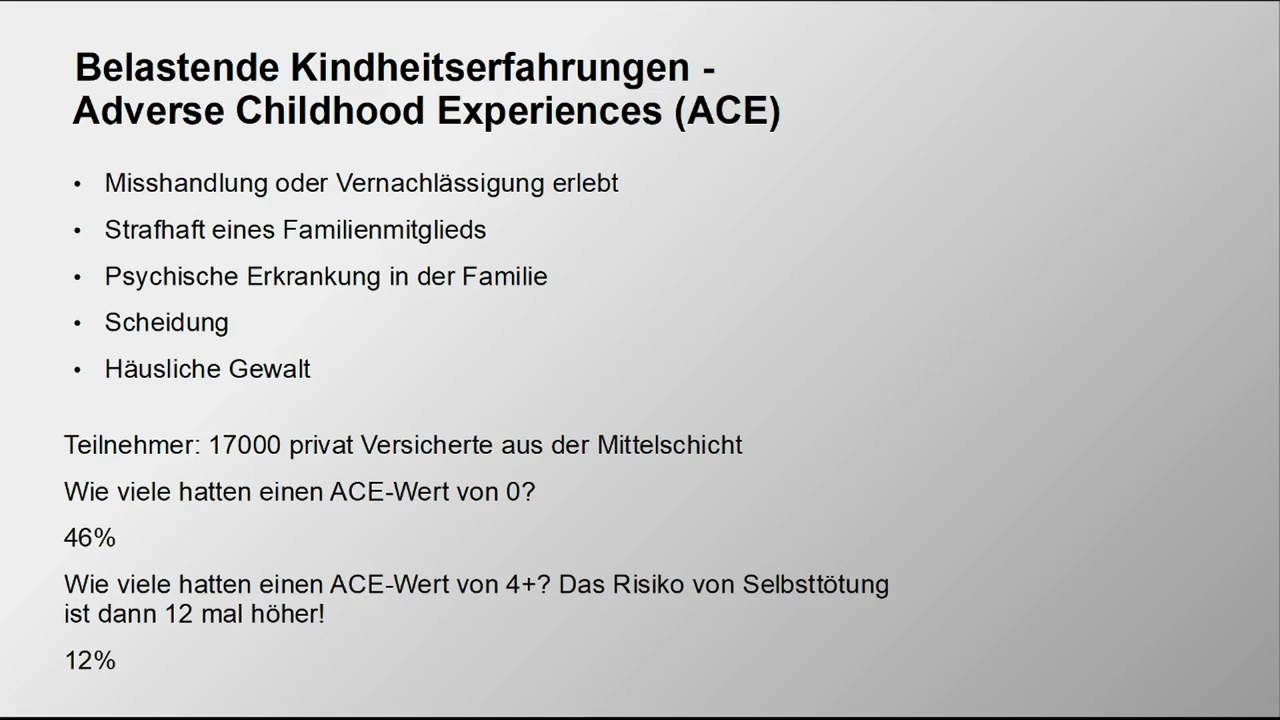 Belastende Kindheitserfahrungen -
Adverse Childhood Experiences (ACE)
• Misshandlung oder Vernachlässigung erlebt
• Strafhaft eines Familienmitglieds
• Psychische Erkrankung in der Familie
• Scheidung
• Häusliche Gewalt
Teilnehmer: 17000 privat Versicherte aus der Mittelschicht
Wie viele hatten einen ACE-Wert von 0?
46%
Wie viele hatten einen ACE-Wert von 4+? Das Risiko von Selbsttötung
ist dann 12 mal höher!
12%